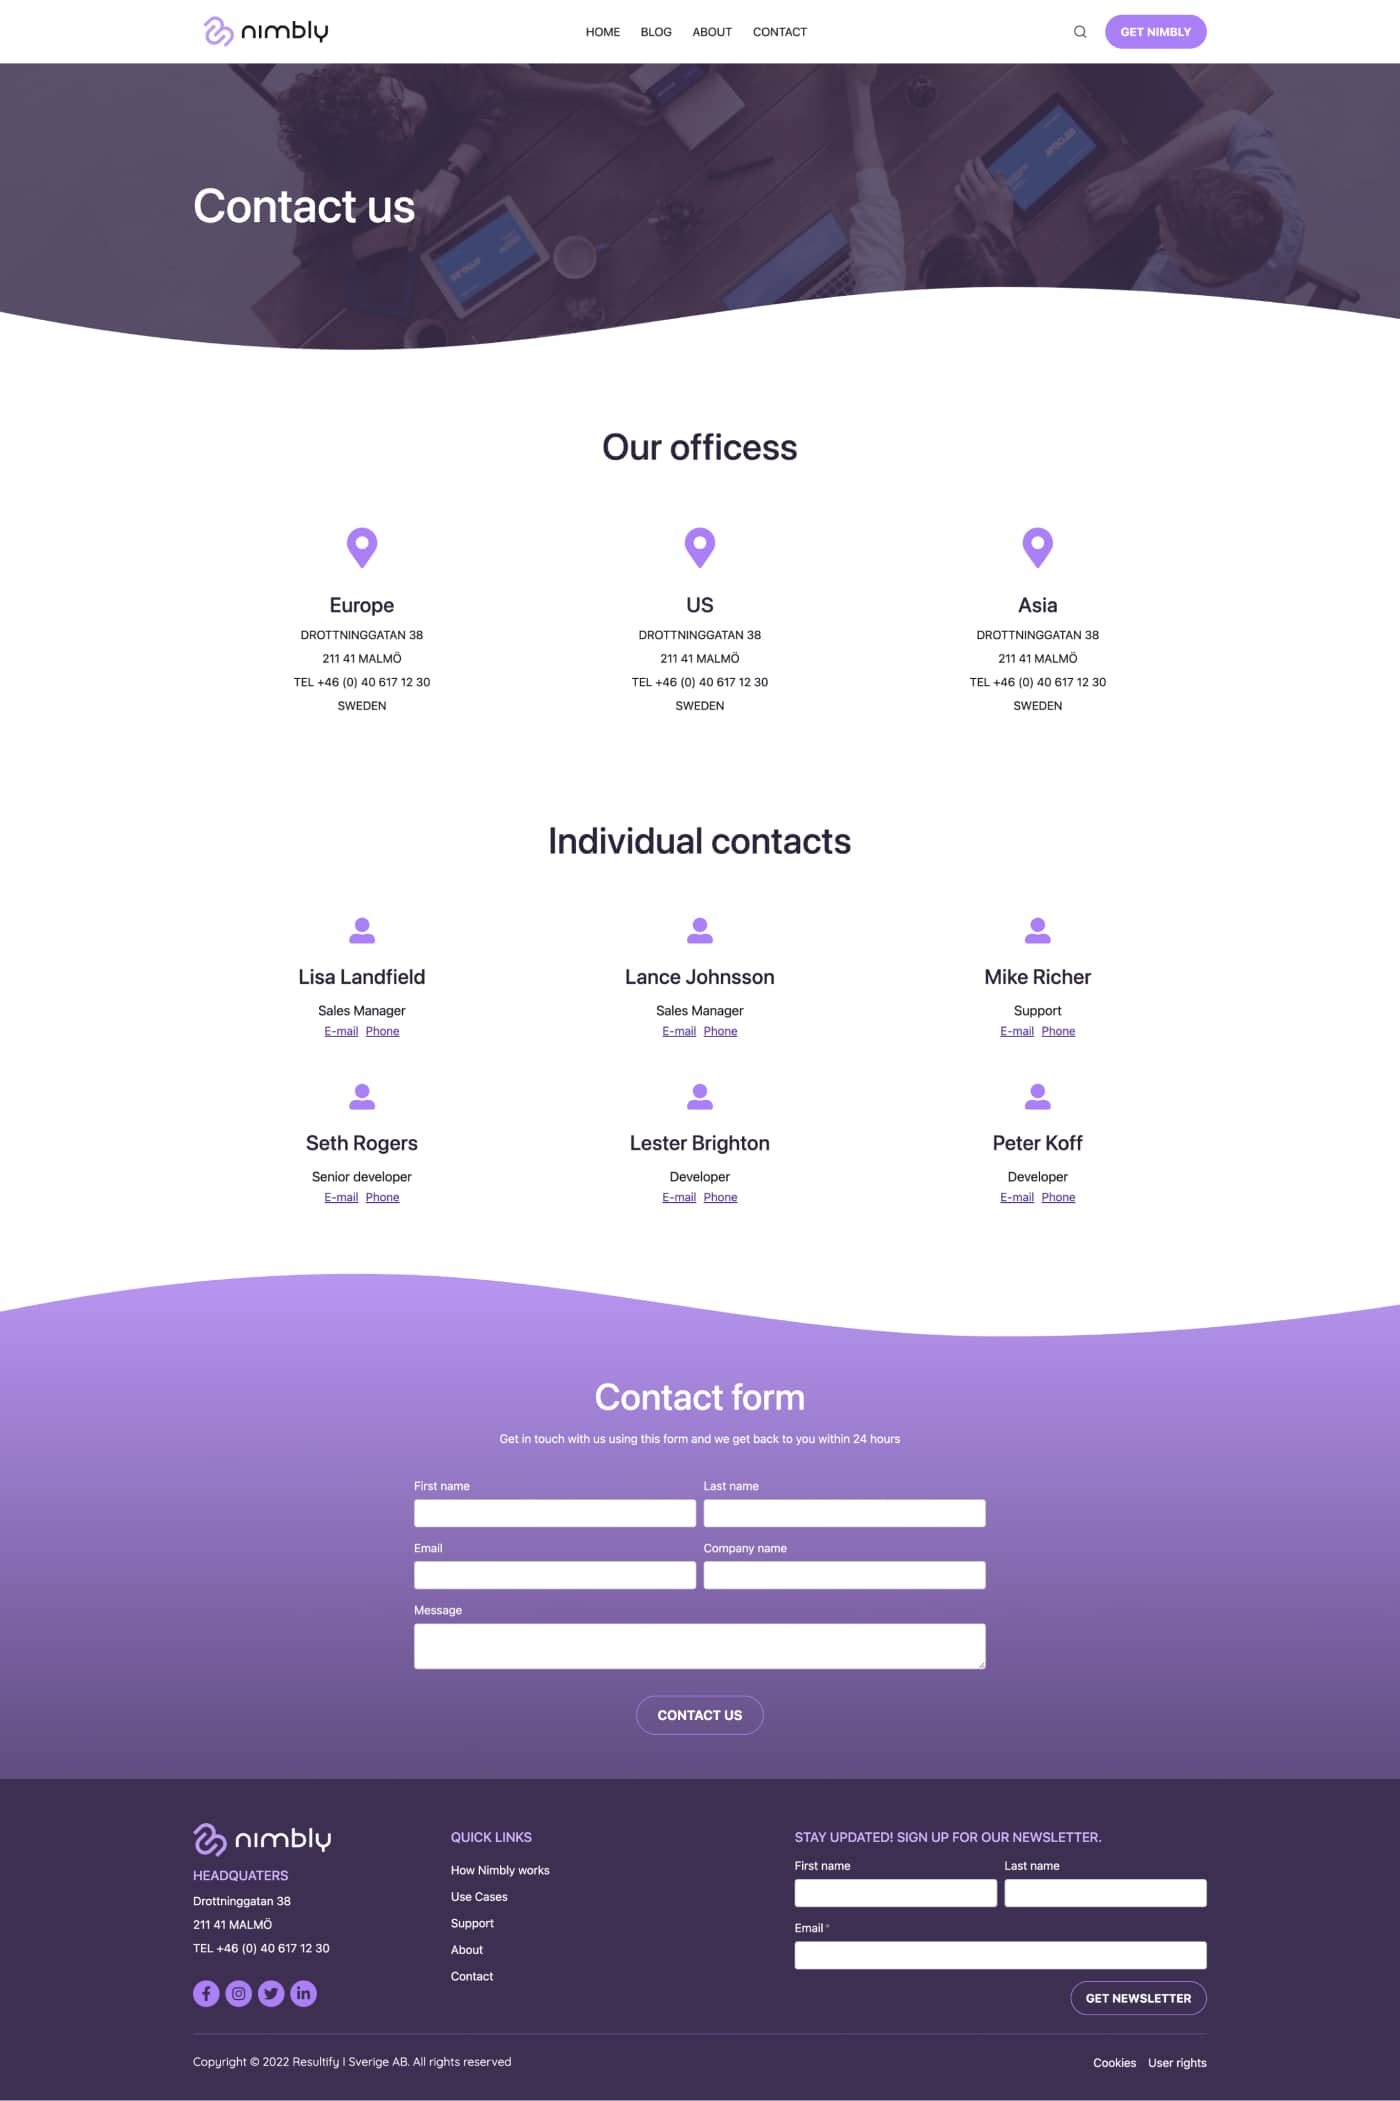 nimbly
HOME BLOG ABOUT CONTACT
GET NIMBLY
Contact us
Our officess
Europe
DROTTNINGGATAN 38
211 41 MALMÖ
TEL +46 (0) 40 617 12 30
SWEDEN
US
DROTTNINGGATAN 38
211 41 MALMÖ
TEL +46 (0) 40 617 12 30
SWEDEN
Asia
DROTTNINGGATAN 38
211 41 MALMÖ
TEL +46 (0) 40 617 12 30
SWEDEN
Individual contacts
Lisa Landfield
Sales Manager
E-mail Phone
Lance Johnsson
Sales Manager
E-mail Phone
Mike Richer
Support
E-mail Phone
Seth Rogers
Senior developer
E-mail Phone
Lester Brighton
Developer
E-mail Phone
Peter Koff
Developer
E-mail Phone
Contact form
Get in touch with us using this form and we get back to you within 24 hours
First name
Last name
Email
Company name
Message
CONTACT US
nimbly
HEADQUATERS
Drottninggatan 38
211 41 MALMÖ
TEL +46 (0) 40 617 12 30
QUICK LINKS
How Nimbly works
Use Cases
Support
About
Contact
STAY UPDATED! SIGN UP FOR OUR NEWSLETTER.
First name
Last name
Email*
GET NEWSLETTER
Copyright © 2022 Resultify I Sverige AB. All rights reserved
Cookies User rights